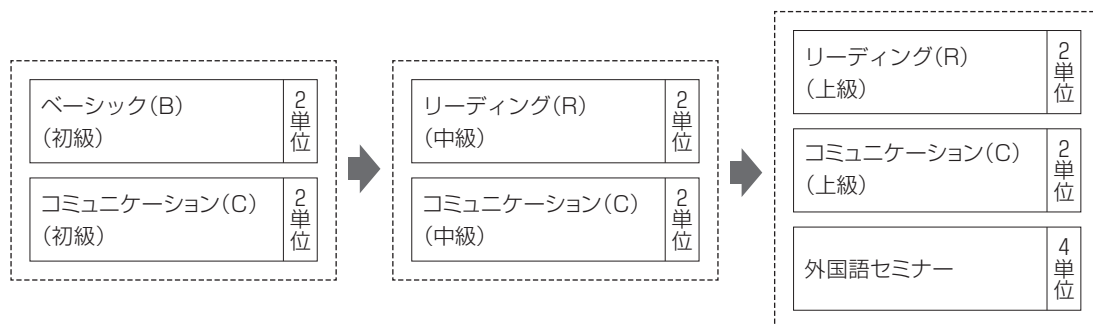 ベーシック(B)
(初級)
2単位
コミュニケーション(C)
(初級)
2単位
リーディング(R)
(中級)
2単位
コミュニケーション(C)
(中級)
2単位
リーディング(R)
(上級)
2単位
コミュニケーション(C)
(上級)
2単位
外国語セミナー
4単位